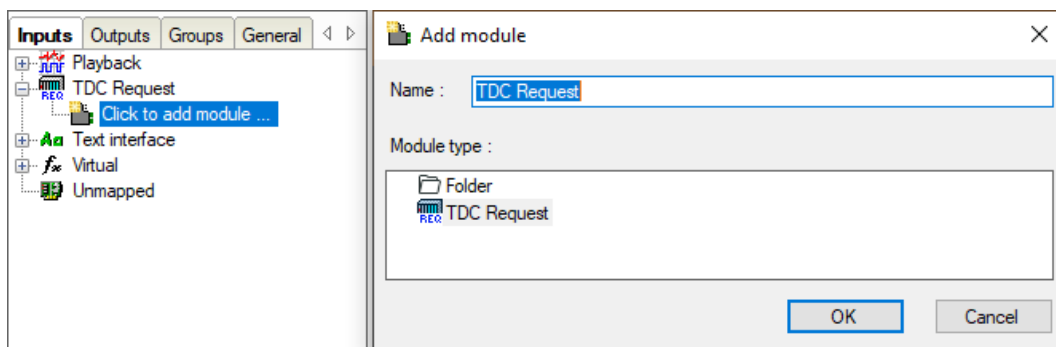 Inputs Outputs Groups General
Playback
TDC Request
Click to add module ...
Text interface
Virtual
Unmapped
Add module
Name :
TDC Request
Module type :
Folder
TDC Request
OK
Cancel